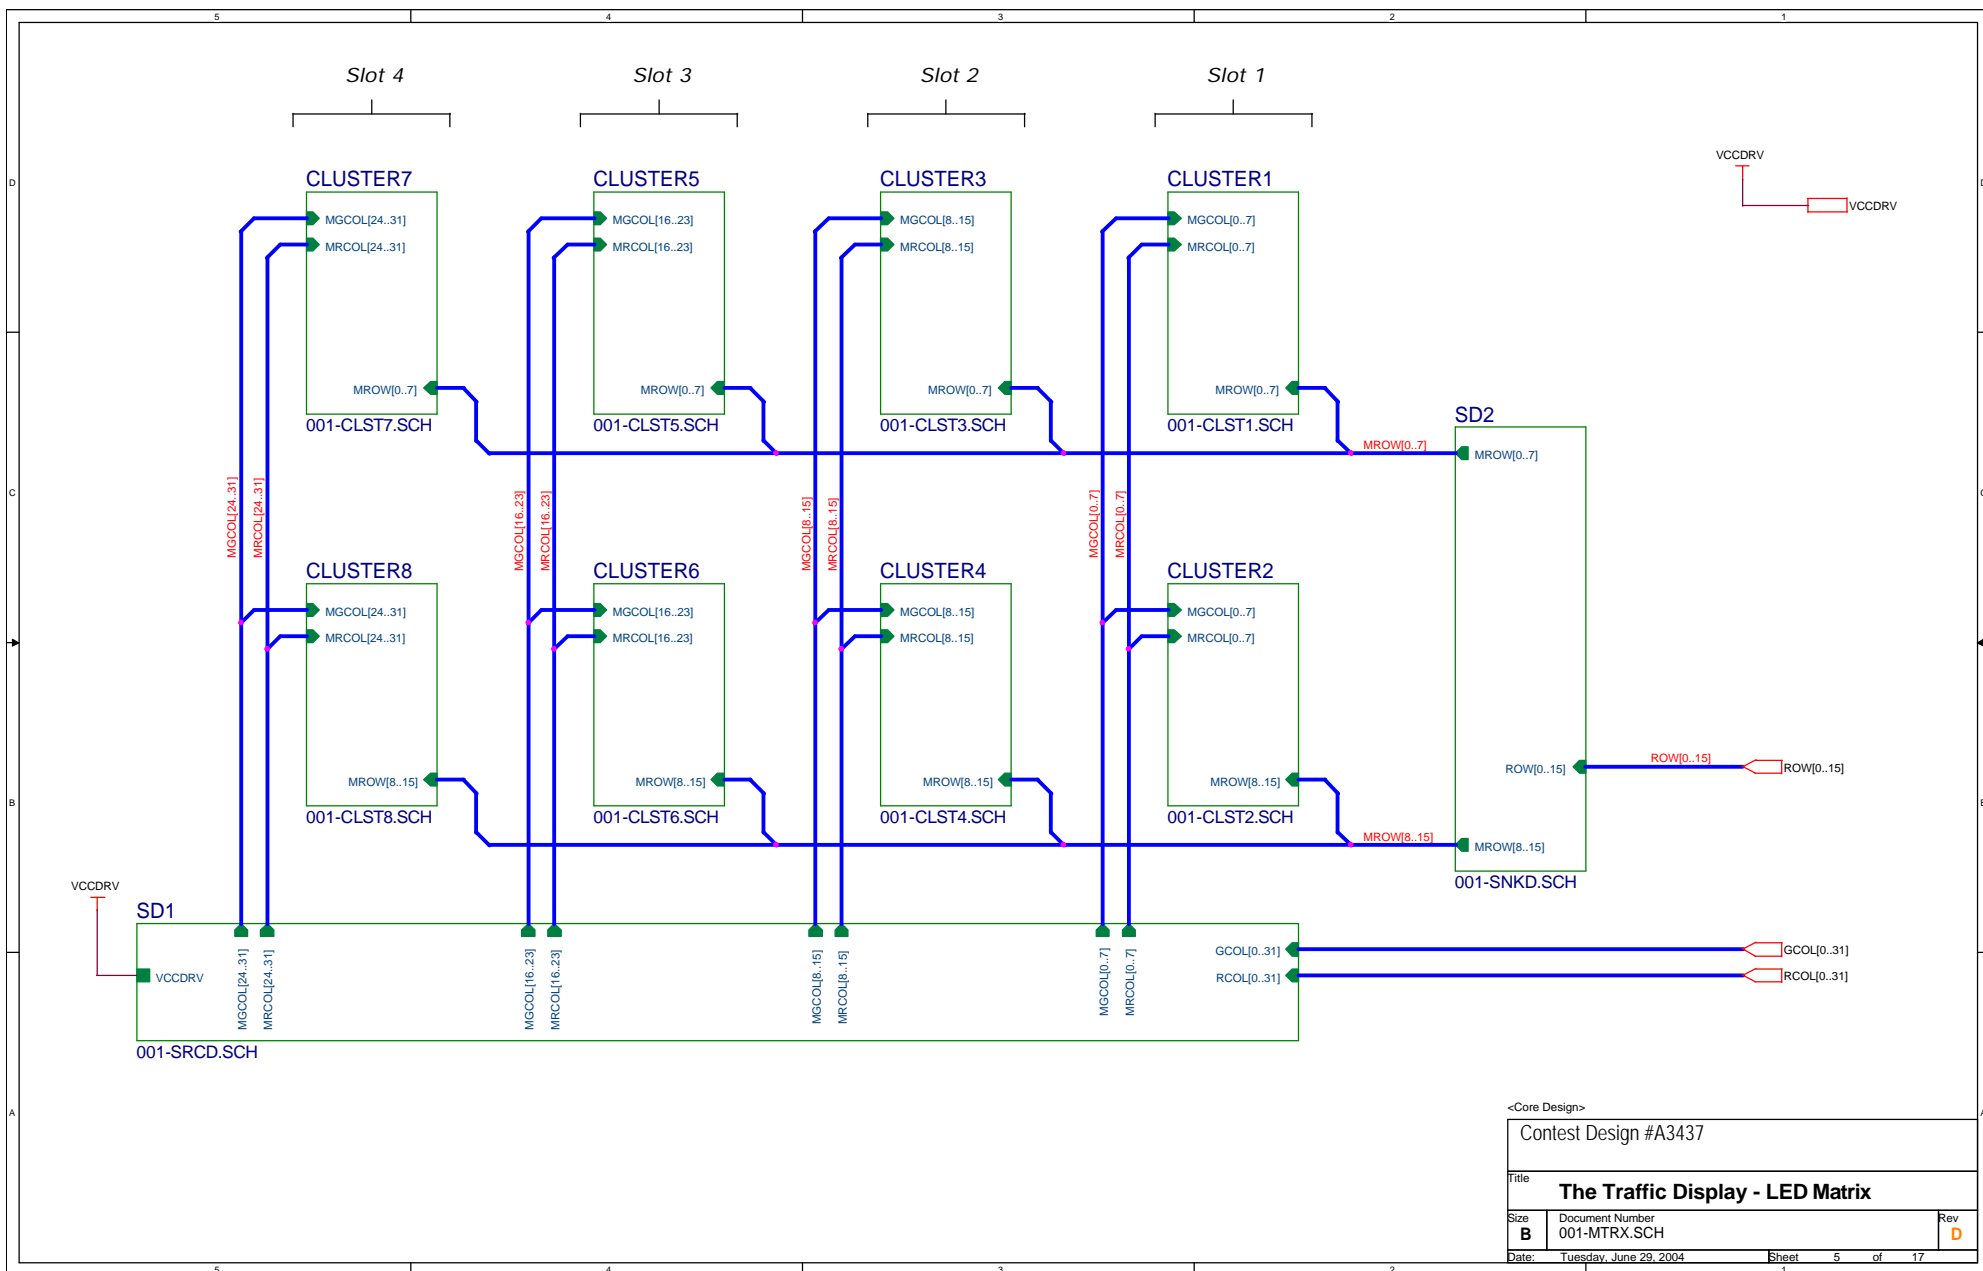 5 4 3 2 1
Slot 4 Slot 3 Slot 2 Slot 1
VCCDRV
VCCDRV
D D
CLUSTER7 CLUSTER5 CLUSTER3 CLUSTER1
MGCOL[24..31] MGCOL[16..23] MGCOL[8..15] MGCOL[0..7]
MRCOL[24..31] MRCOL[16..23] MRCOL[8..15] MRCOL[0..7]
MROW[0..7] MROW[0..7] MROW[0..7] MROW[0..7]
001-CLST7.SCH 001-CLST5.SCH 001-CLST3.SCH 001-CLST1.SCH
SD2
MROW[0..7] MROW[0..7]
C C
MGCOL[24..31] MRCOL[24..31] MGCOL[16..23] MRCOL[16..23] MGCOL[8..15] MRCOL[8..15] MGCOL[0..7] MRCOL[0..7]
CLUSTER8 CLUSTER6 CLUSTER4 CLUSTER2
MGCOL[24..31] MGCOL[16..23] MGCOL[8..15] MGCOL[0..7]
MRCOL[24..31] MRCOL[16..23] MRCOL[8..15] MRCOL[0..7]
MROW[8..15] MROW[8..15] MROW[8..15] MROW[8..15]
001-CLST8.SCH 001-CLST6.SCH 001-CLST4.SCH 001-CLST2.SCH
ROW[0..15] ROW[0..15] ROW[0..15]
B B
MROW[8..15] MROW[8..15]
001-SNKD.SCH
VCCDRV
SD1
VCCDRV
MGCOL[24..31] MRCOL[24..31] MGCOL[16..23] MRCOL[16..23] MGCOL[8..15] MRCOL[8..15] MGCOL[0..7] MRCOL[0..7]
GCOL[0..31] GCOL[0..31]
RCOL[0..31] RCOL[0..31]
001-SRCD.SCH
A A
<Core Design>
Contest Design #A3437
Title
The Traffic Display - LED Matrix
Size Document Number Rev
B 001-MTRX.SCH D
Date: Tuesday, June 29, 2004 Sheet 5 of 17
5 4 3 2 1